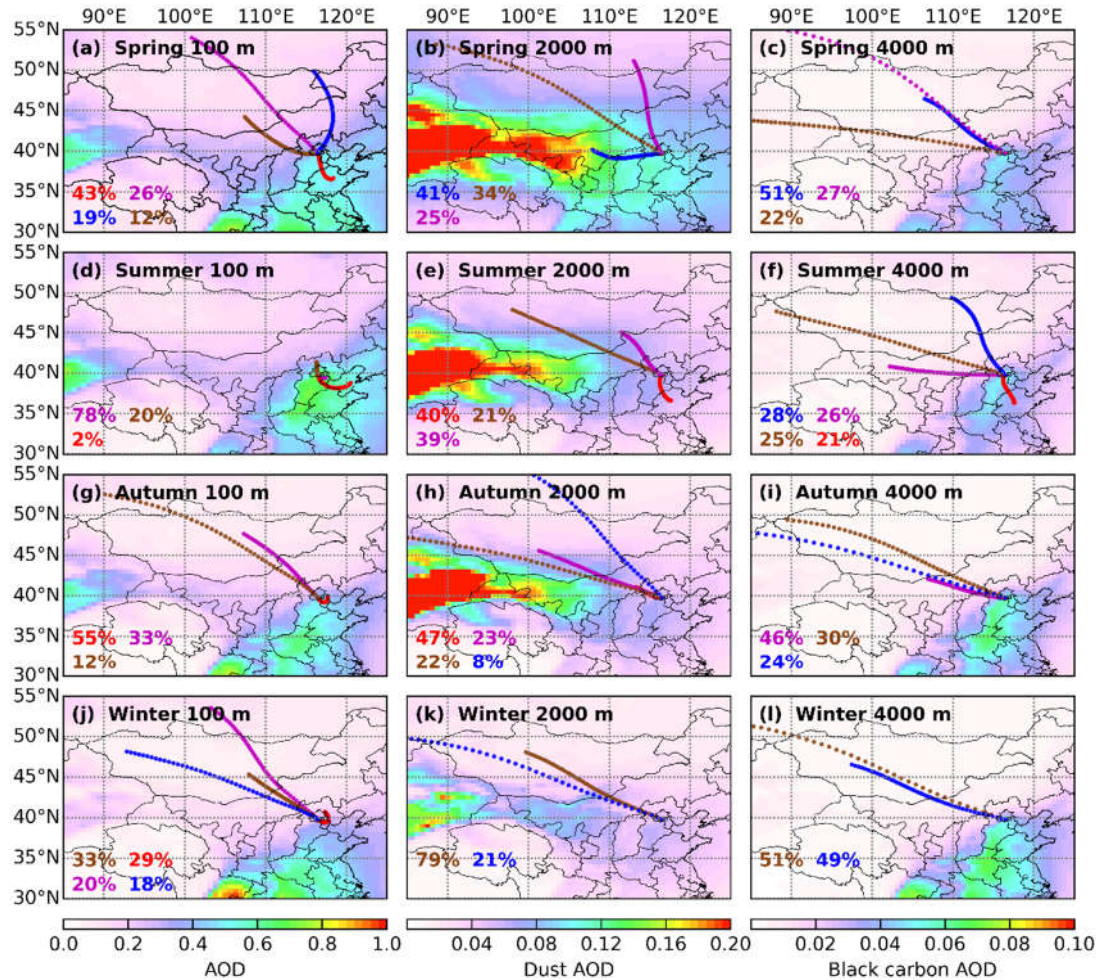 90°E 100°E 110°E 120°E 90°E 100°E 110°E 120°E 90°E 100°E 110°E 120°E
55°N
(a) Spring 100 m (b) Spring 2000 m (c) Spring 4000 m
50°N
45°N
40°N
35°N
43% 26% 41% 34% 51% 27%
19% 12% 25% 22%
30°N
55°N
(d) Summer 100 m (e) Summer 2000 m (f) Summer 4000 m
50°N
45°N
40°N
35°N
78% 20% 40% 21% 28% 26%
2% 39% 25% 21%
30°N
55°N
(g) Autumn 100 m (h) Autumn 2000 m (i) Autumn 4000 m
50°N
45°N
40°N
35°N
55% 33% 47% 23% 46% 30%
12% 22% 8% 24%
30°N
55°N
(j) Winter 100 m (k) Winter 2000 m (l) Winter 4000 m
50°N
45°N
40°N
35°N
33% 29% 79% 21% 51% 49%
20% 18%
30°N
0.0 0.2 0.4 0.6 0.8 1.0 0.04 0.08 0.12 0.16 0.20 0.02 0.04 0.06 0.08 0.10
AOD Dust AOD Black carbon AOD